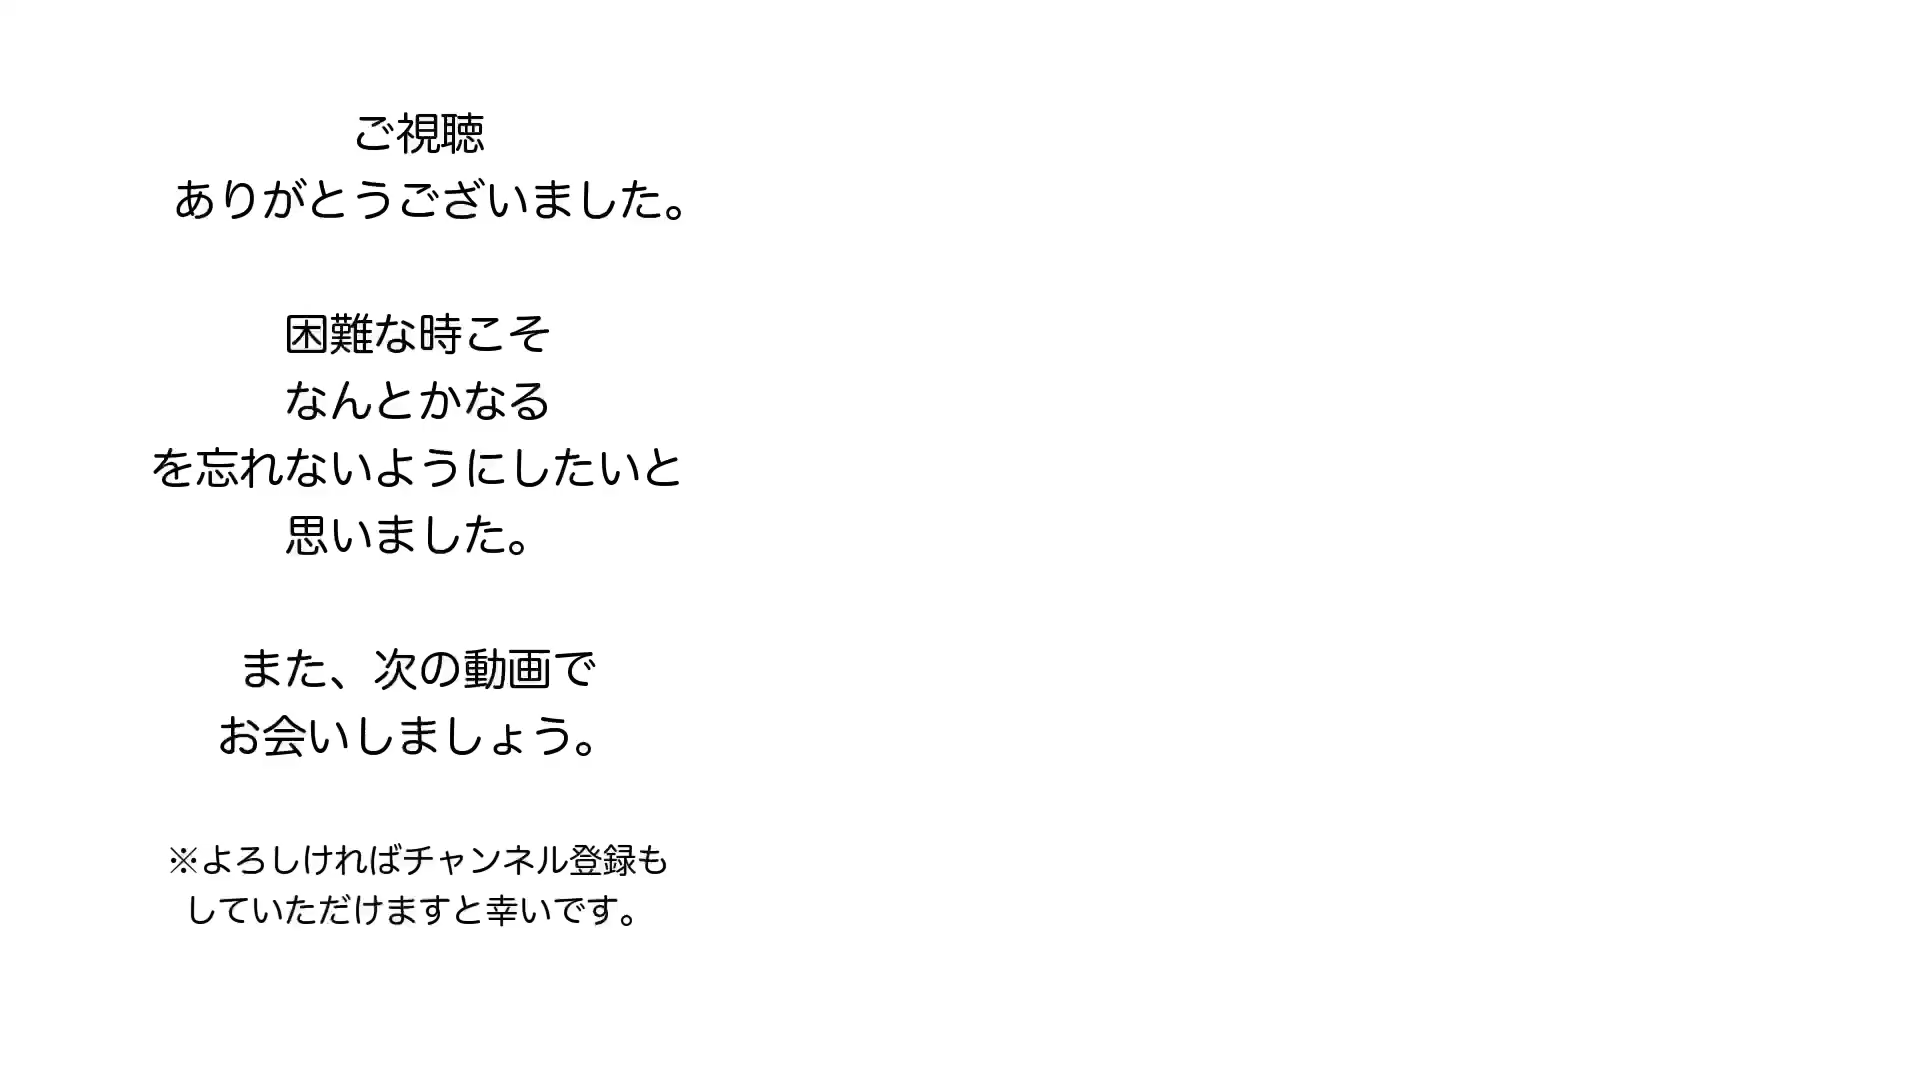 ご視聴
ありがとうございました。
困難な時こそ
なんとかなる
を忘れないようにしたいと
思いました。
また、次の動画で
お会いしましょう。
※よろしければチャンネル登録も
していただけますと幸いです。